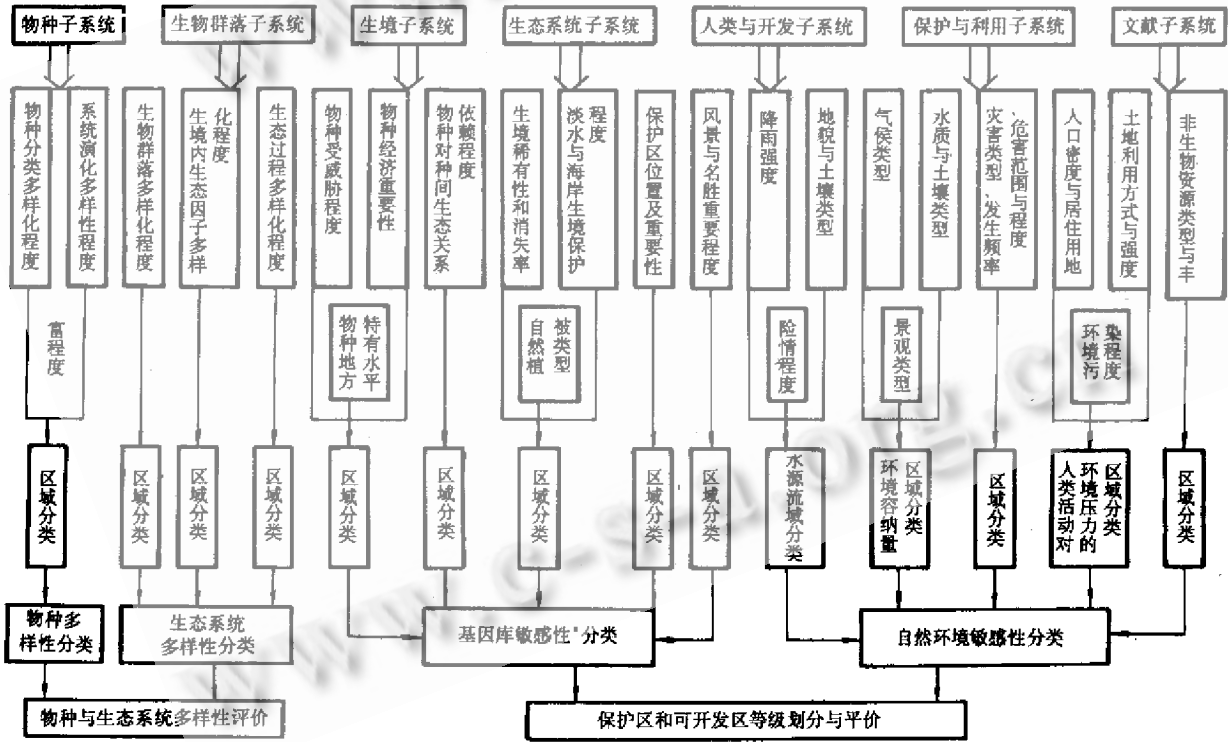 物种子系统
生物群落子系统
生境子系统
生态系统子系统
人类与开发子系统
保护与利用子系统
文献子系统
物种分类多样化程度
系统演化多样性程度
生物群落多样化程度
化程度
生境内生态因子多样
生态过程多样化程度
物种受威胁程度
物种经济重要性
依赖程度
物种对种间生态关系
生境稀有性和消失率
程度
淡水与海岸生境保护
保护区位置及重要性
风景与名胜重要程度
降雨强度
地貌与土壤类型
气候类型
水质与土壤类型
、危害范围与程度
灾害类型、发生频率
人口密度与居住用地
土地利用方式与强度
非生物资源类型与丰
富程度
特有水平
物种地方
被类型
自然植
险情程度
景观类型
染程度
环境污
区域分类
区域分类
区域分类
区域分类
区域分类
区域分类
区域分类
区域分类
区域分类
水源流域分类
区域分类
环境容纳量
区域分类
区域分类
环境压力的
人类活动对
区域分类
物种多
样性分类
生态系统
多样性分类
基因库敏感性"分类
自然环境敏感性分类
物种与生态系统多样性评价
保护区和可开发区等级划分与平价
www.c-s-a.org.cn